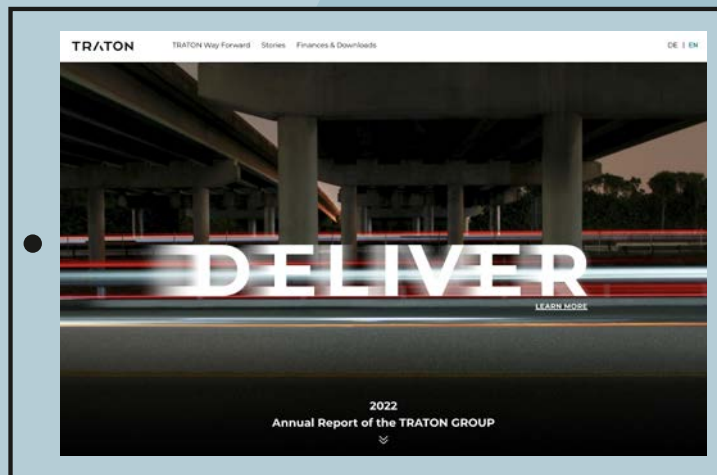 TRATON TRATON Way Forward Stories Finances & Downloads DE | EN
DELIVER
LEARN MORE
2022
Annual Report of the TRATON GROUP